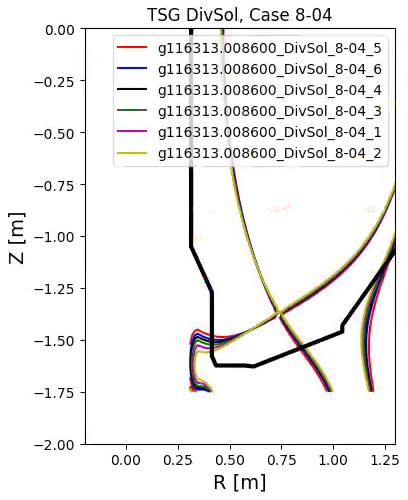 TSG DivSol, Case 8-04
g116313.008600_DivSol_8-04_5
g116313.008600_DivSol_8-04_6
g116313.008600_DivSol_8-04_4
g116313.008600_DivSol_8-04_3
g116313.008600_DivSol_8-04_1
g116313.008600_DivSol_8-04_2
0.00
−0.25
−0.50
−0.75
−1.00
−1.25
−1.50
−1.75
−2.00
Z [m]
0.00 0.25 0.50 0.75 1.00 1.25
R [m]